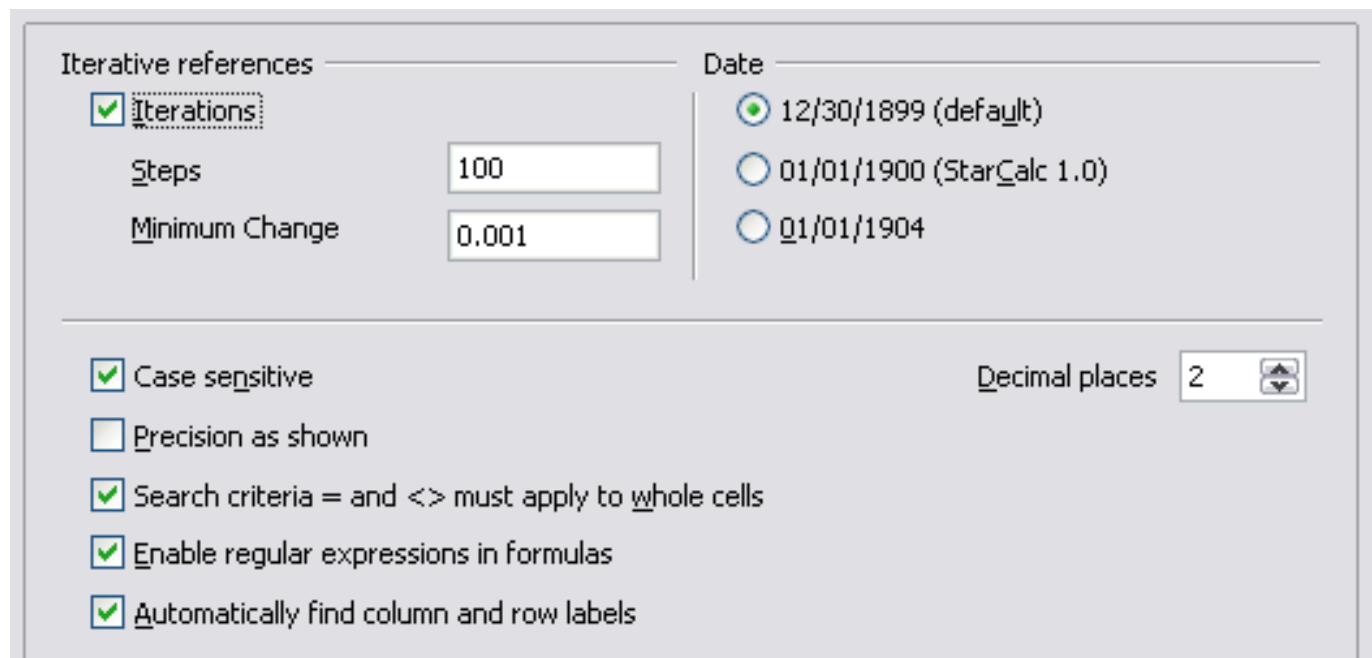 Iterative references
Iterations
Steps 100
Minimum Change 0.001
Date
12/30/1899 (default)
01/01/1900 (StarCalc 1.0)
01/01/1904
Case sensitive
Decimal places 2
Precision as shown
Search criteria = and <> must apply to whole cells
Enable regular expressions in formulas
Automatically find column and row labels